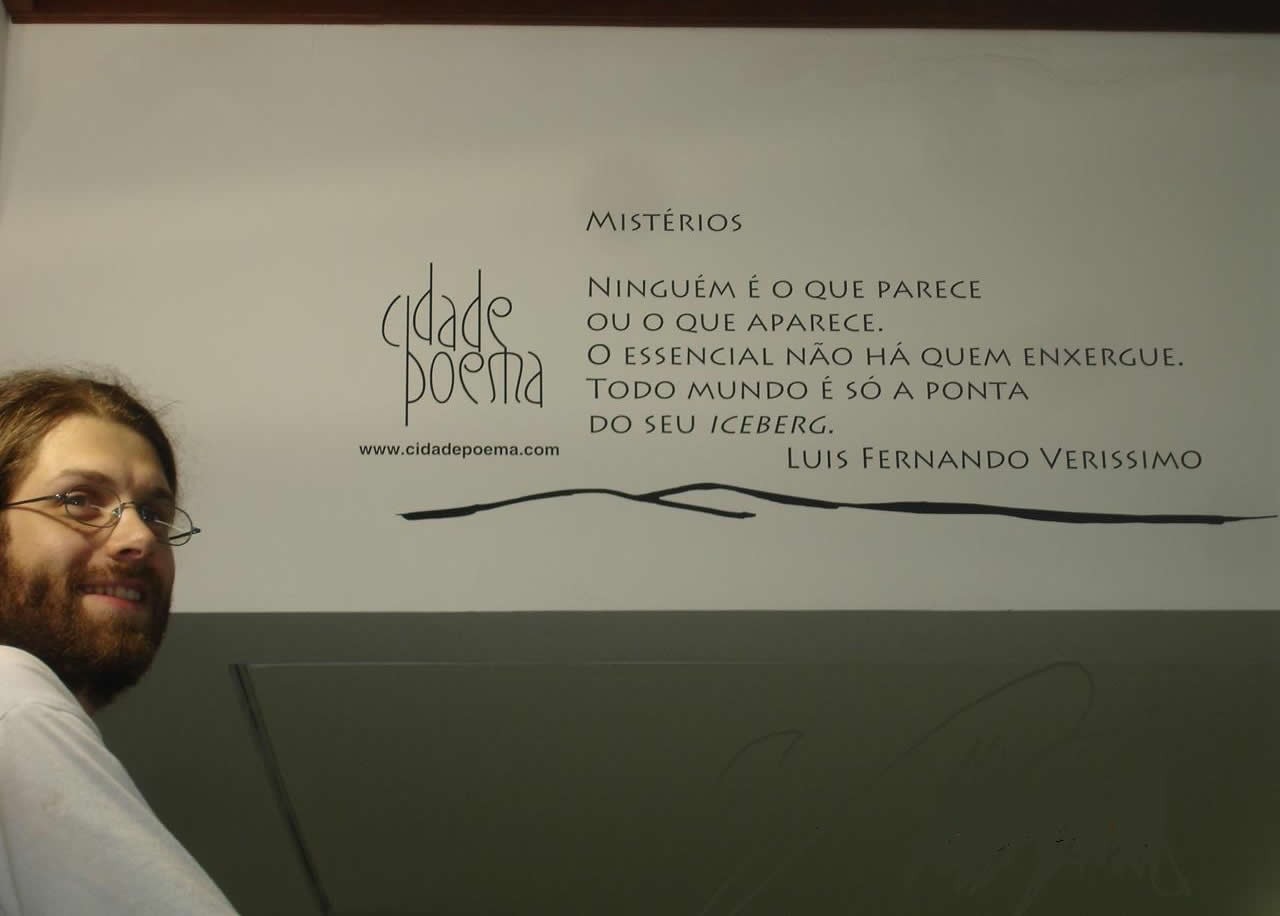 Mistérios
Ninguém é o que parece
ou o que aparece.
O essencial não há quem enxergue.
Todo mundo é só a ponta
do seu iceberg.
Luis Fernando Verissimo
cidade
poema
www.cidadepoema.com